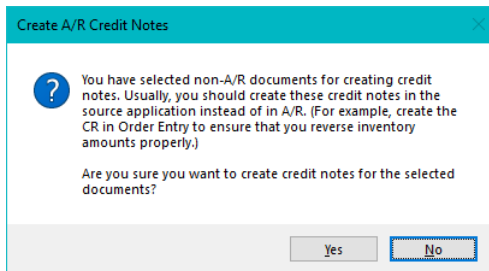 Create A/R Credit Notes
You have selected non-A/R documents for creating credit
notes. Usually, you should create these credit notes in the
source application instead of in A/R. (For example, create the
CR in Order Entry to ensure that you reverse inventory
amounts properly.)
Are you sure you want to create credit notes for the selected
documents?
Yes
No